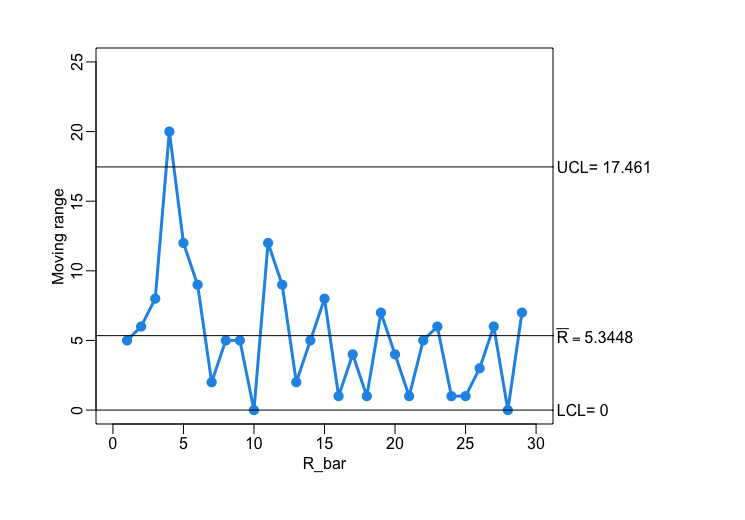 25
20
15
10
5
0
Moving range
UCL= 17.461
R̅ = 5.3448
LCL= 0
0 5 10 15 20 25 30
R_bar